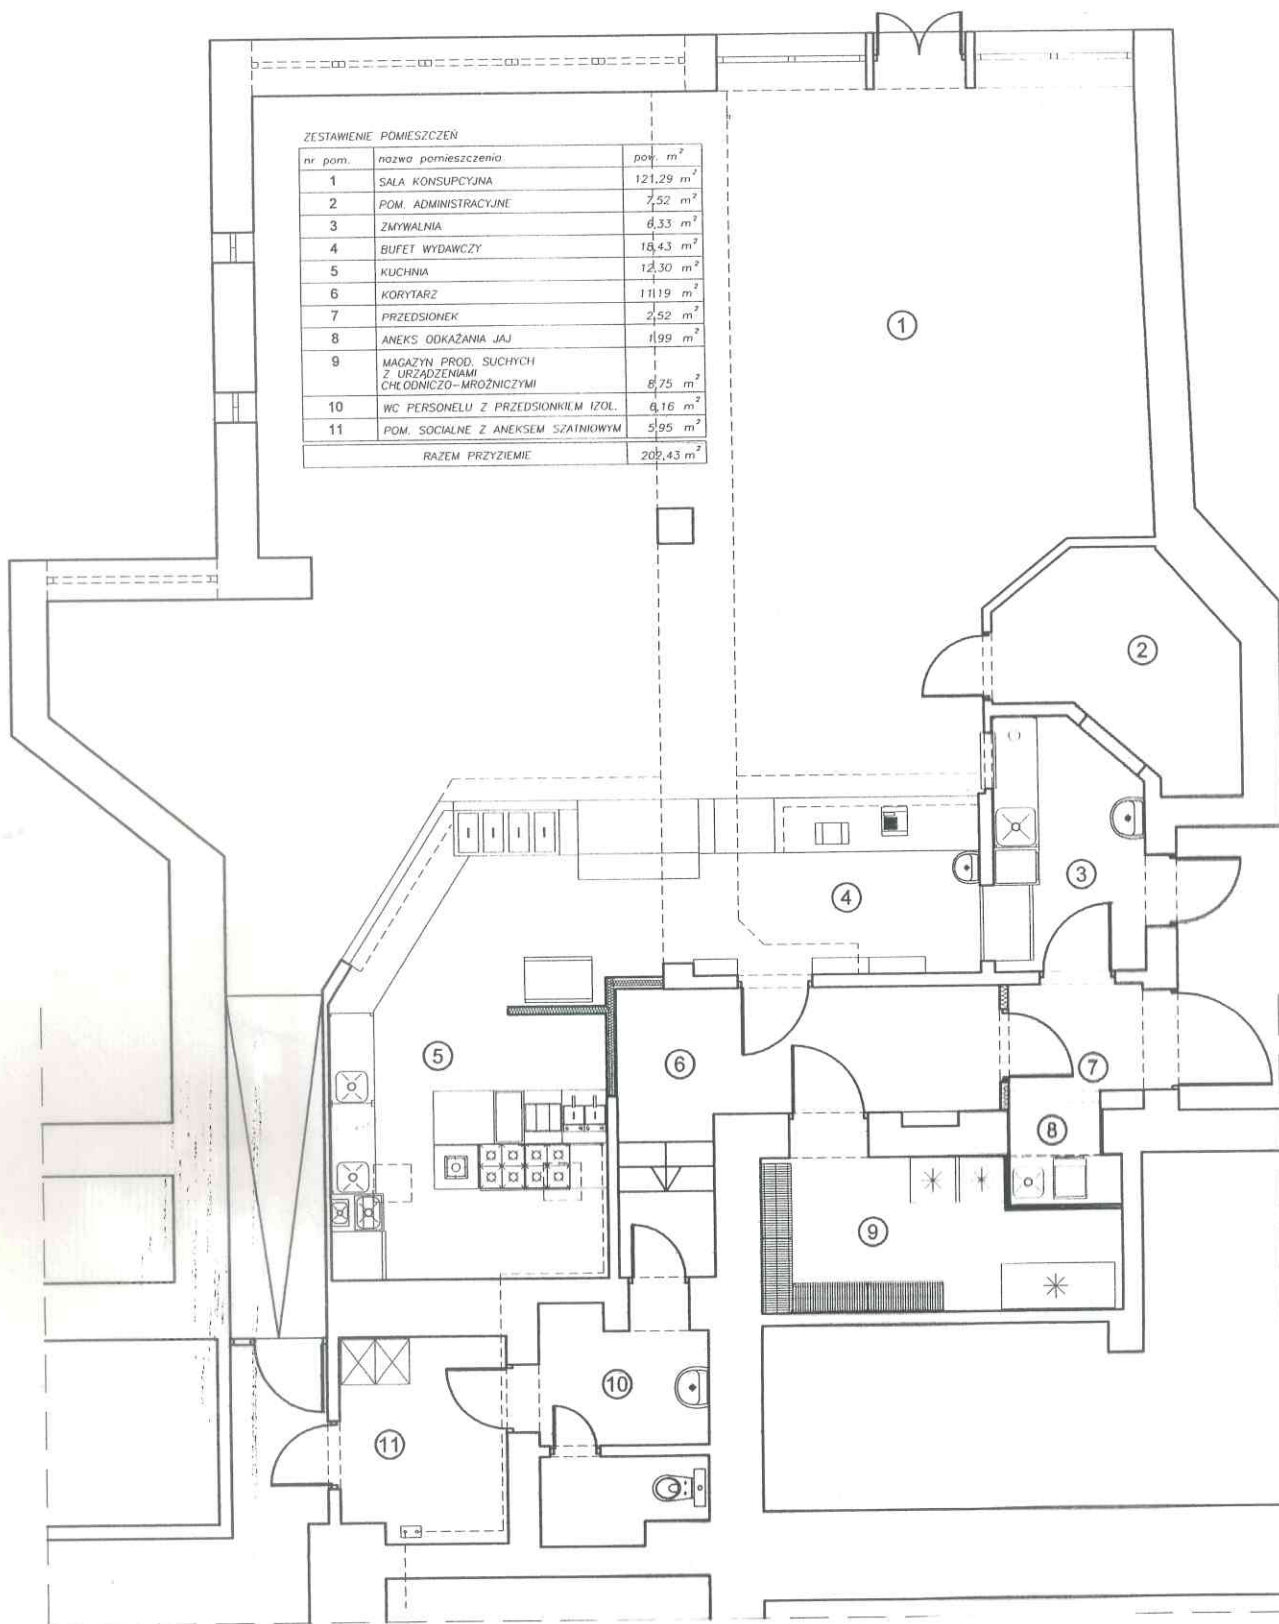 ZESTAWIENIE POMIESZCZEŃ
nr pom. nazwa pomieszczenia pow. m²
1 SALA KONSUPCYJNA 121,29 m²
2 POM. ADMINISTRACYJNE 7,52 m²
3 ZMYWALNIA 6,33 m²
4 BUFET WYDAWCZY 18,43 m²
5 KUCHNIA 12,30 m²
6 KORYTARZ 11,19 m²
7 PRZEDSIONEK 2,52 m²
8 ANEKS ODKAŻANIA JAJ 1,99 m²
9 MAGAZYN PROD. SUCHYCH
Z URZĄDZENIAMI
CHŁODNICZO-MROŹNICZYMI 8,75 m²
10 WC PERSONELU Z PRZEDSIONKIEM IZOL. 6,16 m²
11 POM. SOCIALNE Z ANEKSEM SZATNIOWYM 5,95 m²
RAZEM PRZYZIEMIE 202,43 m²
1
2
3
4
5
6
7
8
9
10
11